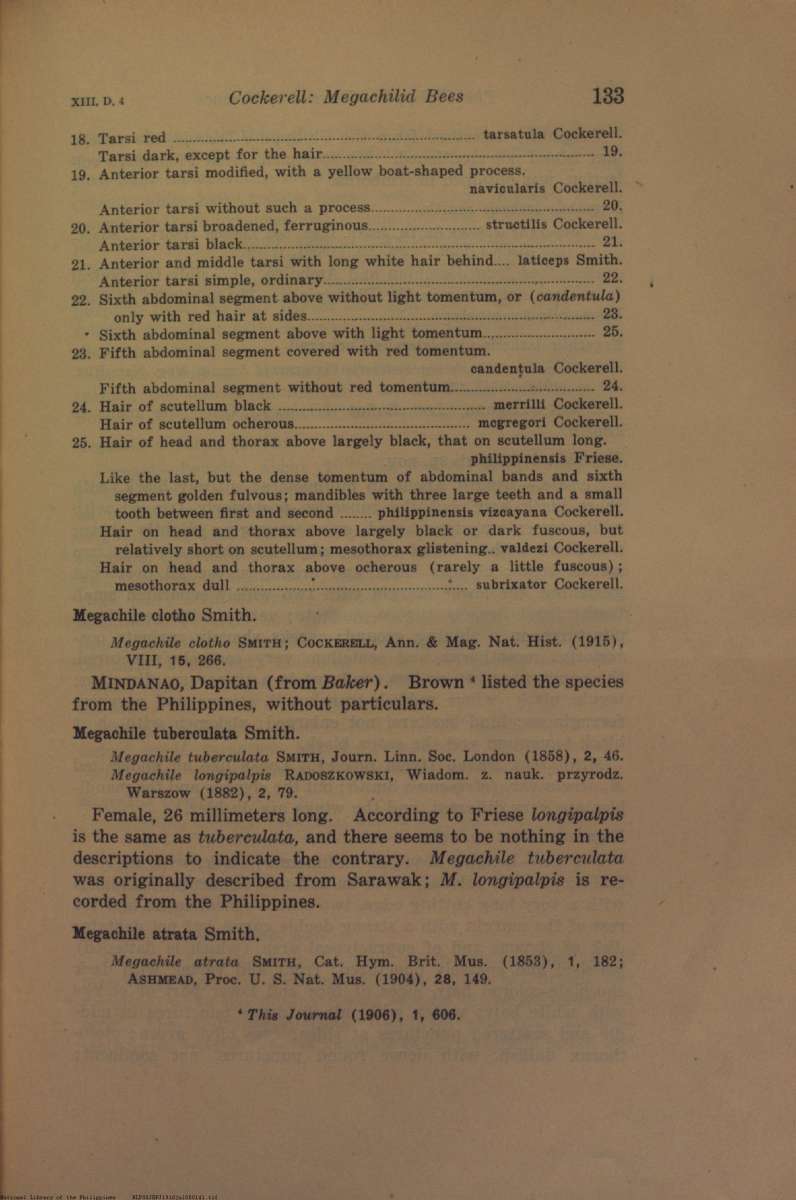 XIII, D, 4 Cockerell: Megachilid Bees 133
18. Tarsi red .......... tarsatula Cockerell.
Tarsi dark, except for the hair.......... 19.
19. Anterior tarsi modified, with a yellow boat-shaped process.
navicularis Cockerell.
Anterior tarsi without such a process.......... 20.
20. Anterior tarsi broadened, ferruginous.......... structilis Cockerell.
Anterior tarsi black.......... 21.
21. Anterior and middle tarsi with long white hair behind.... laticeps Smith.
Anterior tarsi simple, ordinary.......... 22.
22. Sixth abdominal segment above without light tomentum, or (candentula)
only with red hair at sides.......... 23.
Sixth abdominal segment above with light tomentum.......... 25.
23. Fifth abdominal segment covered with red tomentum.
candentula Cockerell.
Fifth abdominal segment without red tomentum.......... 24.
24. Hair of scutellum black .......... merrilli Cockerell.
Hair of scutellum ocherous.......... mcgregori Cockerell.
25. Hair of head and thorax above largely black, that on scutellum long.
philippinensis Friese.
Like the last, but the dense tomentum of abdominal bands and sixth
segment golden fulvous; mandibles with three large teeth and a small
tooth between first and second ........ philippinensis vizcayana Cockerell.
Hair on head and thorax above largely black or dark fuscous, but
relatively short on scutellum; mesothorax glistening.. valdezi Cockerell.
Hair on head and thorax above ocherous (rarely a little fuscous);
mesothorax dull .......... subrixator Cockerell.
Megachile clotho Smith.
Megachile clotho SMITH; COCKERELL, Ann. & Mag. Nat. Hist. (1915),
VIII, 15, 266.
MINDANAO, Dapitan (from Baker). Brown ⁴ listed the species
from the Philippines, without particulars.
Megachile tuberculata Smith.
Megachile tuberculata SMITH, Journ. Linn. Soc. London (1858), 2, 46.
Megachile longipalpis RADOSZKOWSKI, Wiadom. z. nauk. przyrodz.
Warszow (1882), 2, 79.
Female, 26 millimeters long. According to Friese longipalpis
is the same as tuberculata, and there seems to be nothing in the
descriptions to indicate the contrary. Megachile tuberculata
was originally described from Sarawak; M. longipalpis is re-
corded from the Philippines.
Megachile atrata Smith.
Megachile atrata SMITH, Cat. Hym. Brit. Mus. (1853), 1, 182;
ASHMEAD, Proc. U. S. Nat. Mus. (1904), 28, 149.
⁴ This Journal (1906), 1, 606.
National Library of the Philippines